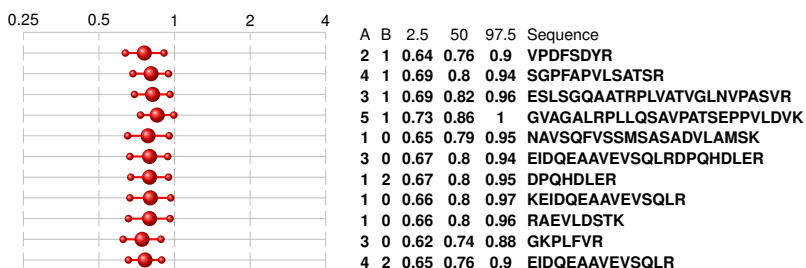 0.25 0.5 1 2 4
A B 2.5 50 97.5 Sequence
2 1 0.64 0.76 0.9 VPDFSDYR
4 1 0.69 0.8 0.94 SGPFAPVLSATSR
3 1 0.69 0.82 0.96 ESLSGQAATRPLVATVGLNVPASVR
5 1 0.73 0.86 1 GVAGALRPLLQSAVPATSEPPVLDVK
1 0 0.65 0.79 0.95 NAVSQFVSSMSASADVLAMSK
3 0 0.67 0.8 0.94 EIDQEAAVEVSQLRDPQHDLER
1 2 0.67 0.8 0.95 DPQHDLER
1 0 0.66 0.8 0.97 KEIDQEAAVEVSQLR
1 0 0.66 0.8 0.96 RAEVLDSTK
3 0 0.62 0.74 0.88 GKPLFVR
4 2 0.65 0.76 0.9 EIDQEAAVEVSQLR